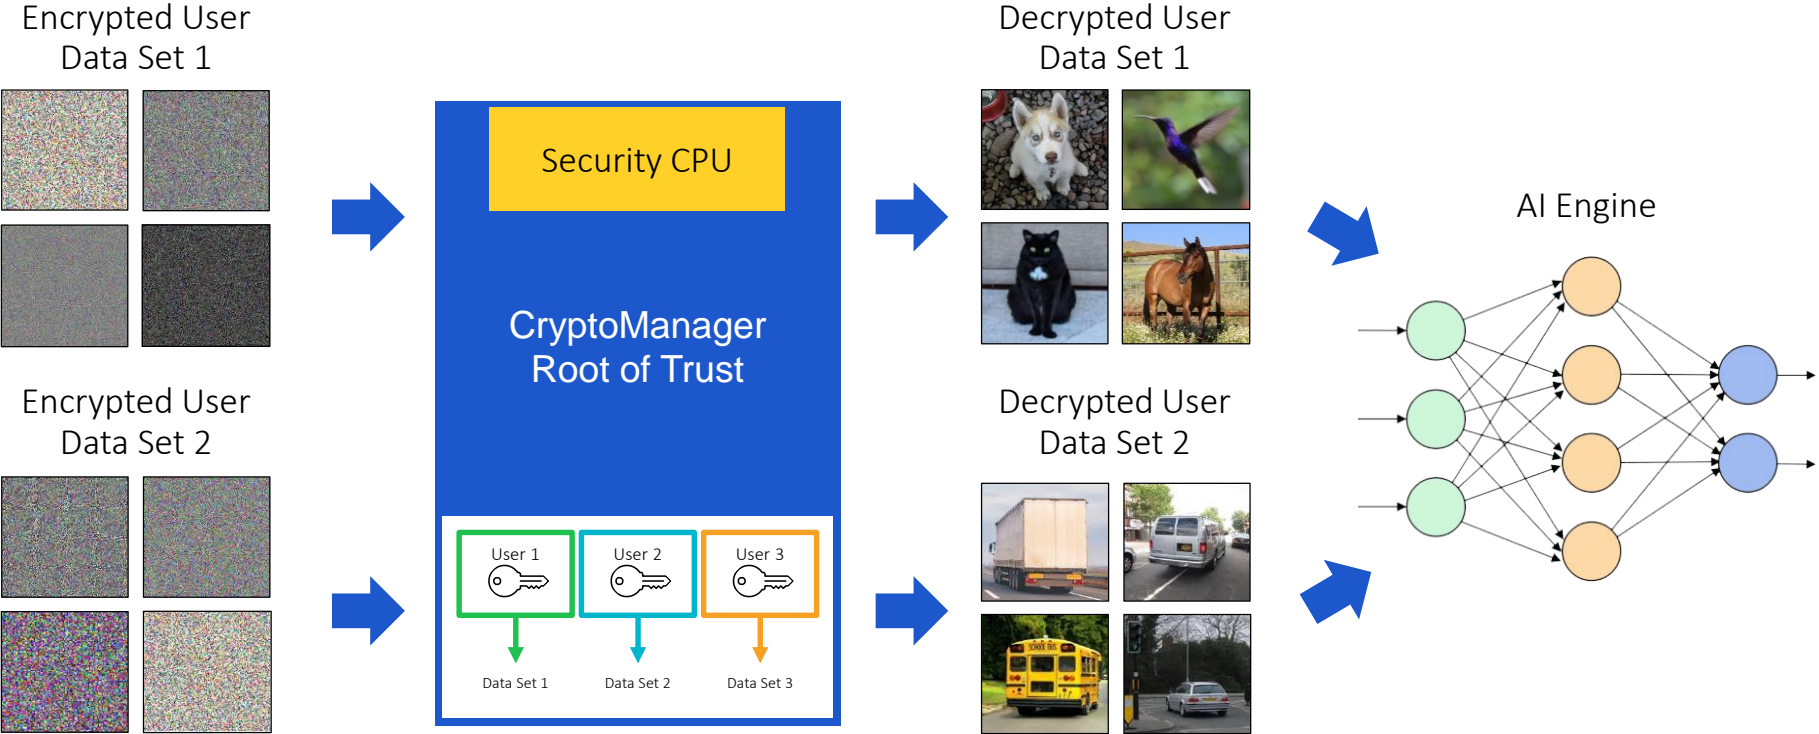 Encrypted User
Data Set 1
Security CPU
CryptoManager
Root of Trust
Decrypted User
Data Set 1
AI Engine
Encrypted User
Data Set 2
User 1
User 2
User 3
Data Set 1
Data Set 2
Data Set 3
Decrypted User
Data Set 2
SCHOOL BUS